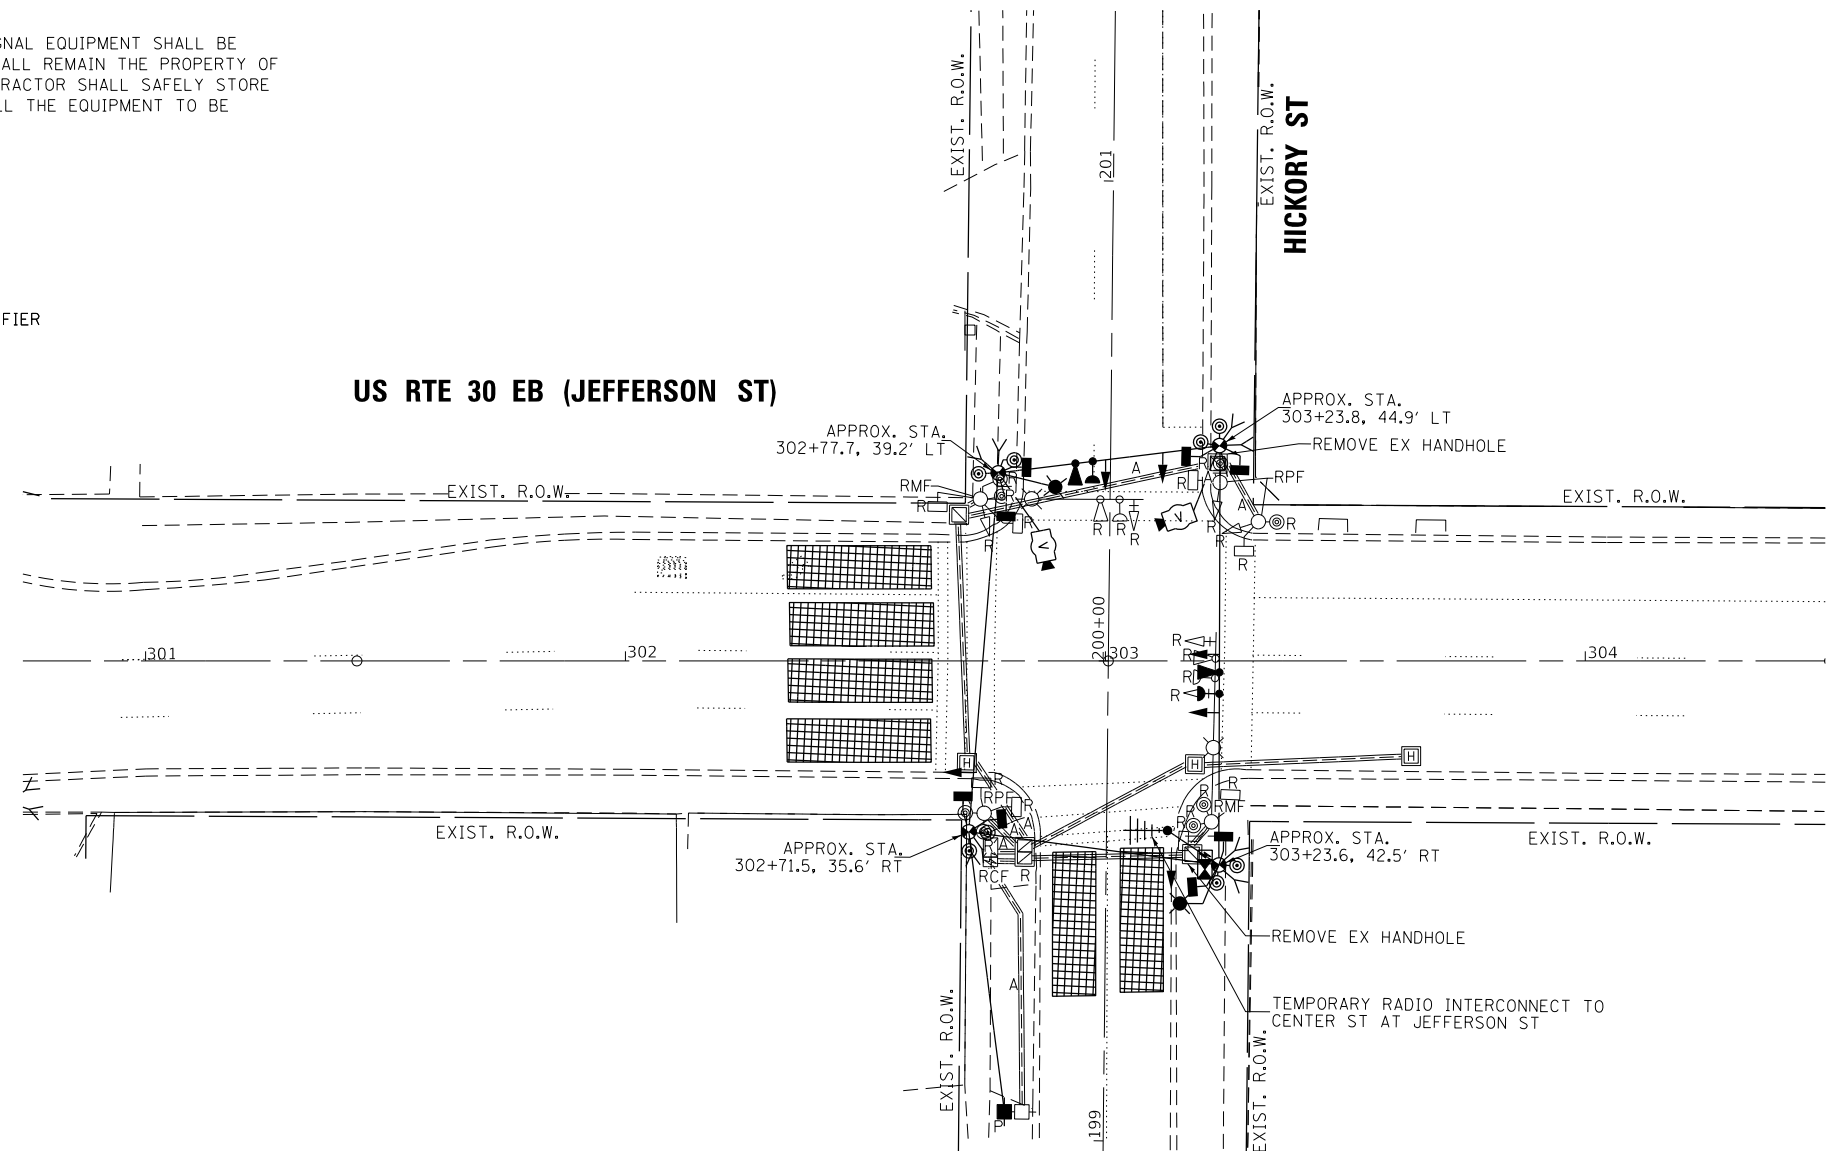 GNAL EQUIPMENT SHALL BE
ALL REMAIN THE PROPERTY OF
RACTOR SHALL SAFELY STORE
LL THE EQUIPMENT TO BE
FIER
US RTE 30 EB (JEFFERSON ST)
HICKORY ST
EXIST. R.O.W.
EXIST. R.O.W.
201
APPROX. STA.
303+23.8, 44.9' LT
REMOVE EX HANDHOLE
APPROX. STA.
302+77.7, 39.2' LT
RMF
R
R
R
R
R
A
R
R
R
R
R
A
RPF
A
R
R
R
R
V
V
EXIST. R.O.W.
EXIST. R.O.W.
301
302
200+00
303
304
R
R
R
R
H
H
H
R
RPF
R
A
A
R
A
RCF
R
R
R
RMF
R
R
EXIST. R.O.W.
EXIST. R.O.W.
APPROX. STA.
302+71.5, 35.6' RT
APPROX. STA.
303+23.6, 42.5' RT
REMOVE EX HANDHOLE
TEMPORARY RADIO INTERCONNECT TO
CENTER ST AT JEFFERSON ST
A
P
EXIST. R.O.W.
EXIST. R.O.W.
199